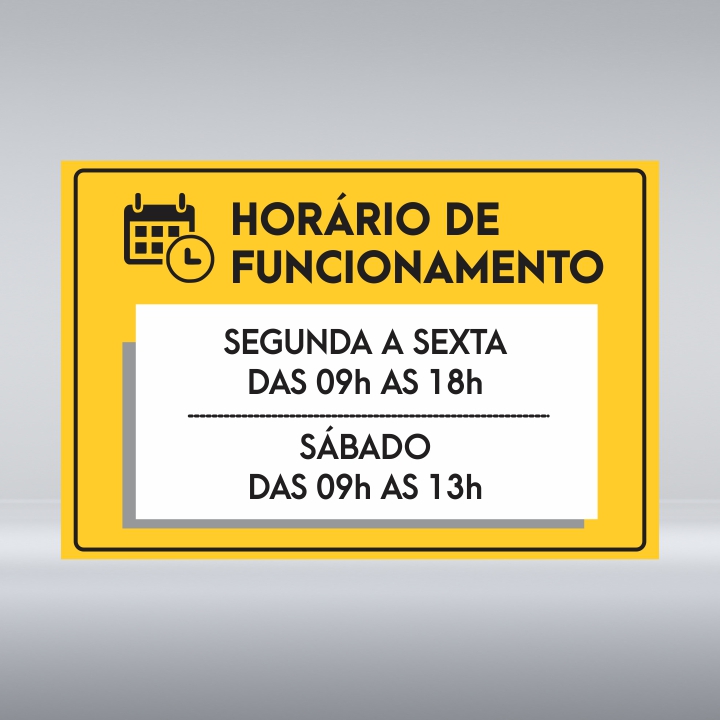 HORÁRIO DE
FUNCIONAMENTO
SEGUNDA A SEXTA
DAS 09h AS 18h
SÁBADO
DAS 09h AS 13h